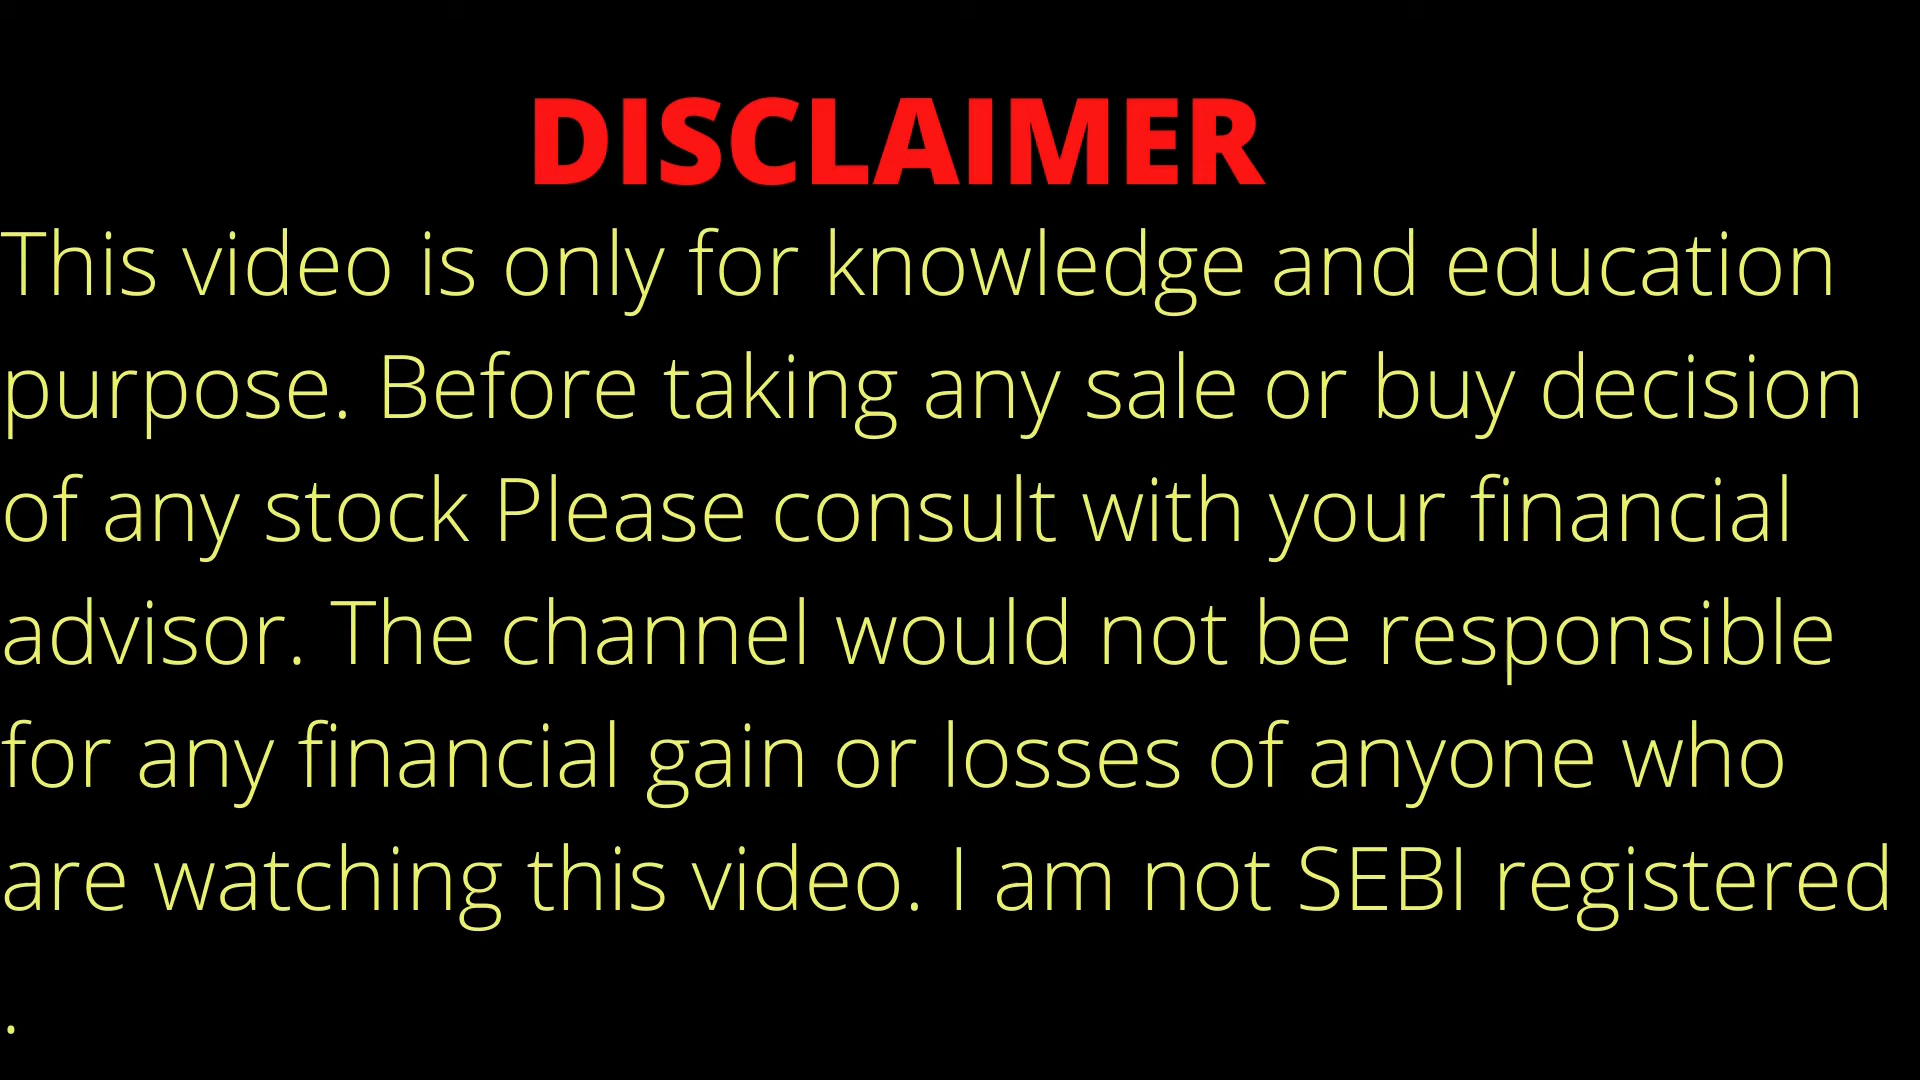 DISCLAIMER
This video is only for knowledge and education
purpose. Before taking any sale or buy decision
of any stock Please consult with your financial
advisor. The channel would not be responsible
for any financial gain or losses of anyone who
are watching this video. I am not SEBI registered
.